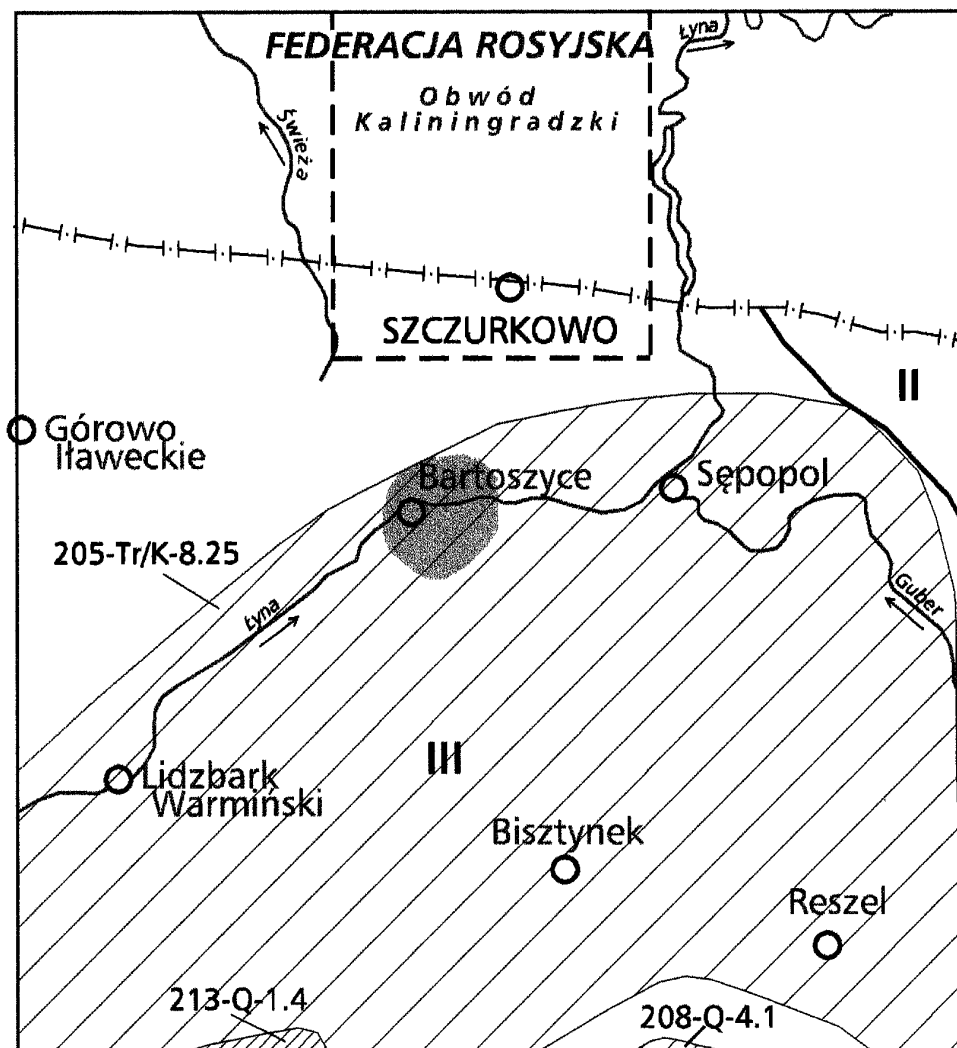 FEDERACJA ROSYJSKA
Łyna
Obwód
Kaliningradzki
Świeża
SZCZURKOWO
II
Górowo
Iławeckie
Bartoszyce
Sępopol
205-Tr/K-8.25
Guber
Łyna
III
Lidzbark
Warmiński
Bisztynek
Reszel
213-Q-1.4
208-Q-4.1